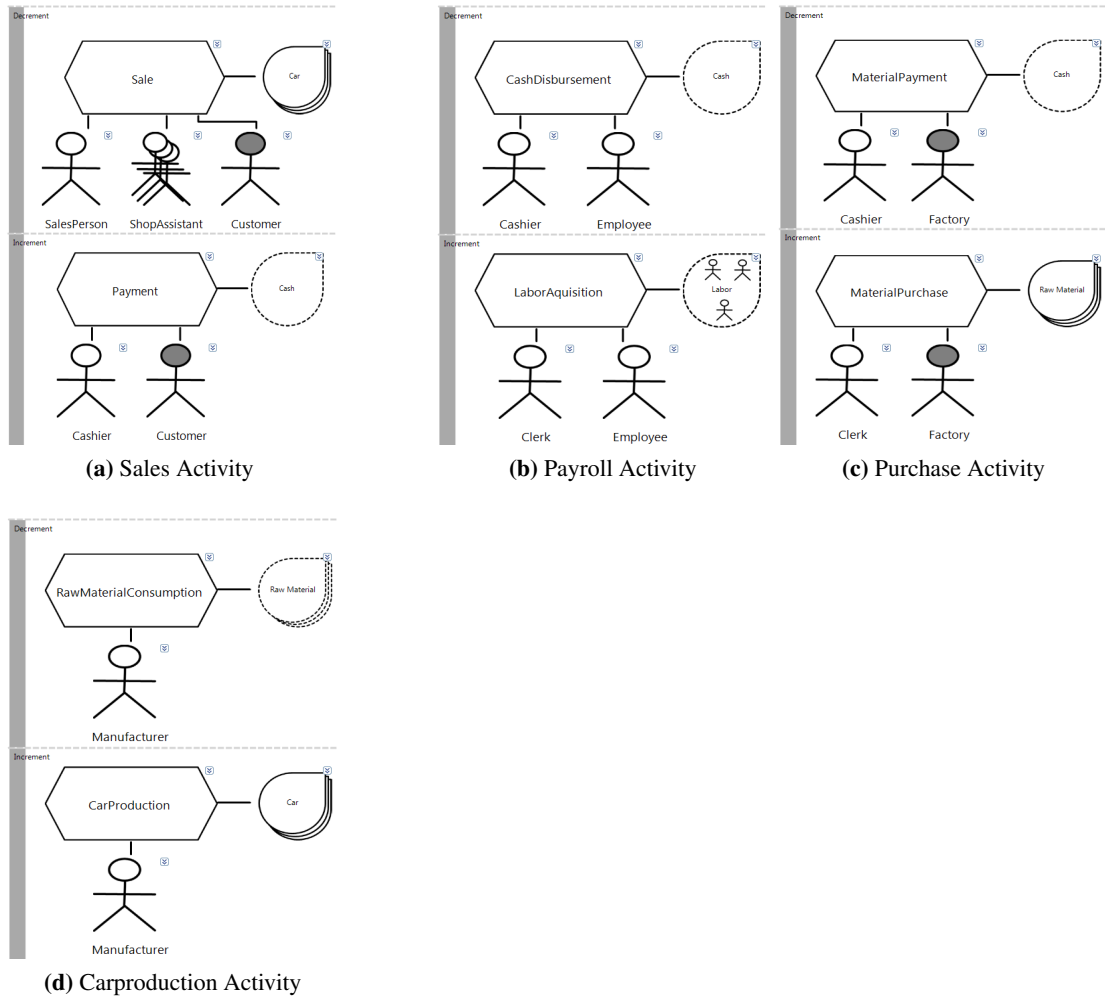 Decrement
Sale
Car
SalesPerson
ShopAssistant
Customer
Increment
Payment
Cash
Cashier
Customer
(a) Sales Activity
Decrement
CashDisbursement
Cash
Cashier
Employee
Increment
LaborAquisition
Labor
Clerk
Employee
(b) Payroll Activity
Decrement
MaterialPayment
Cash
Cashier
Factory
Increment
MaterialPurchase
Raw Material
Clerk
Factory
(c) Purchase Activity
Decrement
RawMaterialConsumption
Raw Material
Manufacturer
Increment
CarProduction
Car
Manufacturer
(d) Carproduction Activity